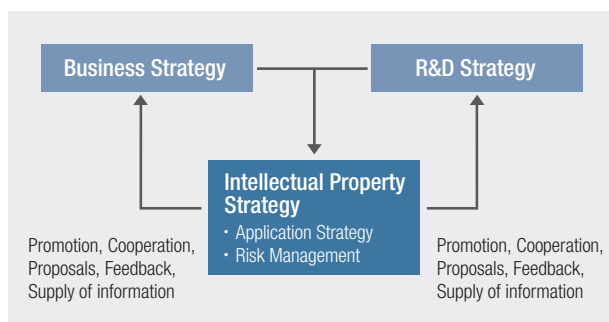 Business Strategy
R&D Strategy
Intellectual Property
Strategy
・Application Strategy
・Risk Management
Promotion, Cooperation,
Proposals, Feedback,
Supply of information
Promotion, Cooperation,
Proposals, Feedback,
Supply of information